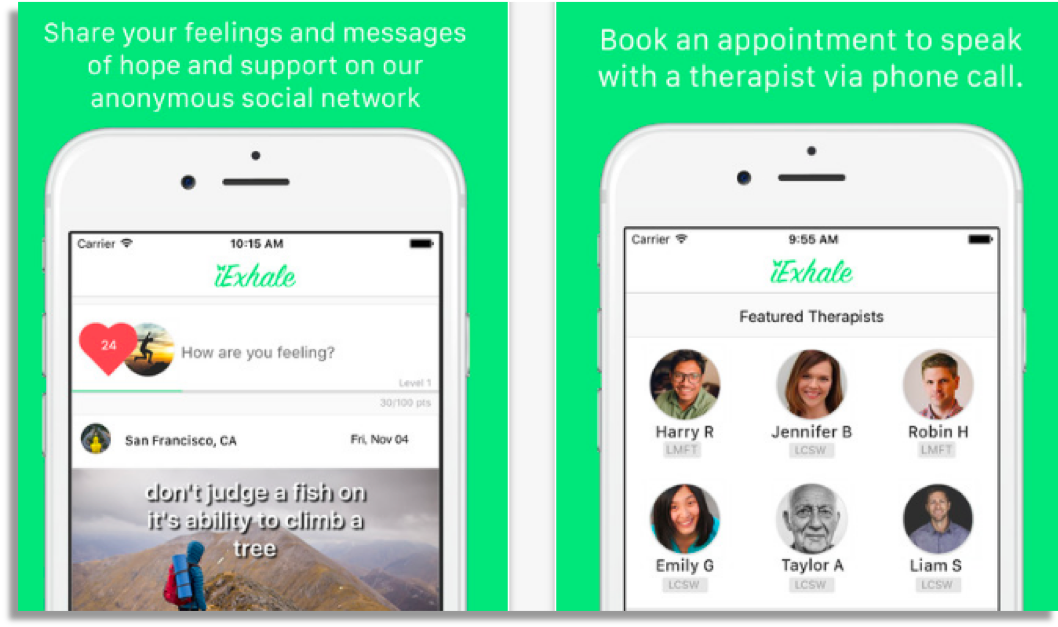 Share your feelings and messages
of hope and support on our
anonymous social network
Carrier
10:15 AM
iExhale
24
How are you feeling?
Level 1
30/100 pts
San Francisco, CA
Fri, Nov 04
don't judge a fish on
it's ability to climb a
tree
Book an appointment to speak
with a therapist via phone call.
Carrier
9:55 AM
iExhale
Featured Therapists
Harry R
Jennifer B
Robin H
LMFT
LCSW
LMFT
Emily G
Taylor A
Liam S
LCSW
LCSW
LCSW